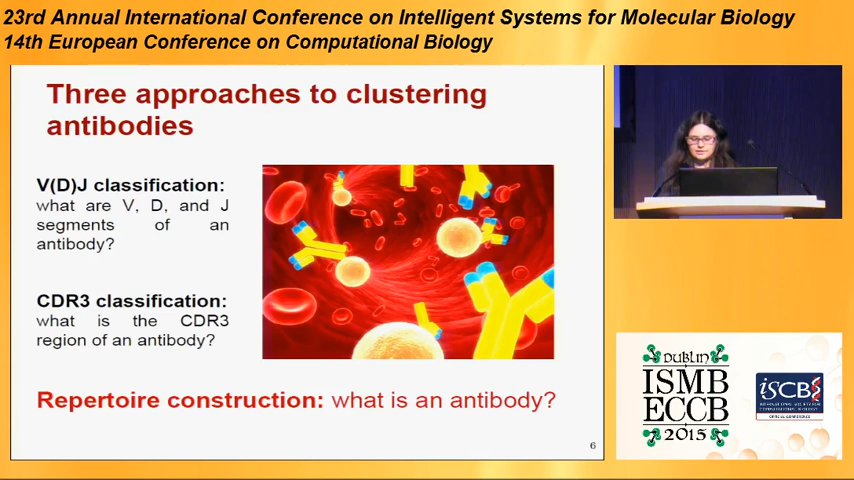 23rd Annual International Conference on Intelligent Systems for Molecular Biology
14th European Conference on Computational Biology
Three approaches to clustering
antibodies
V(D)J classification:
what are V, D, and J
segments of an
antibody?
CDR3 classification:
what is the CDR3
region of an antibody?
Repertoire construction: what is an antibody?
6
DUBLIN
ISMB
ECCB
2015
iSCB
INTERNATIONAL SOCIETY FOR
COMPUTATIONAL BIOLOGY
OFFICIAL CONFERENCE